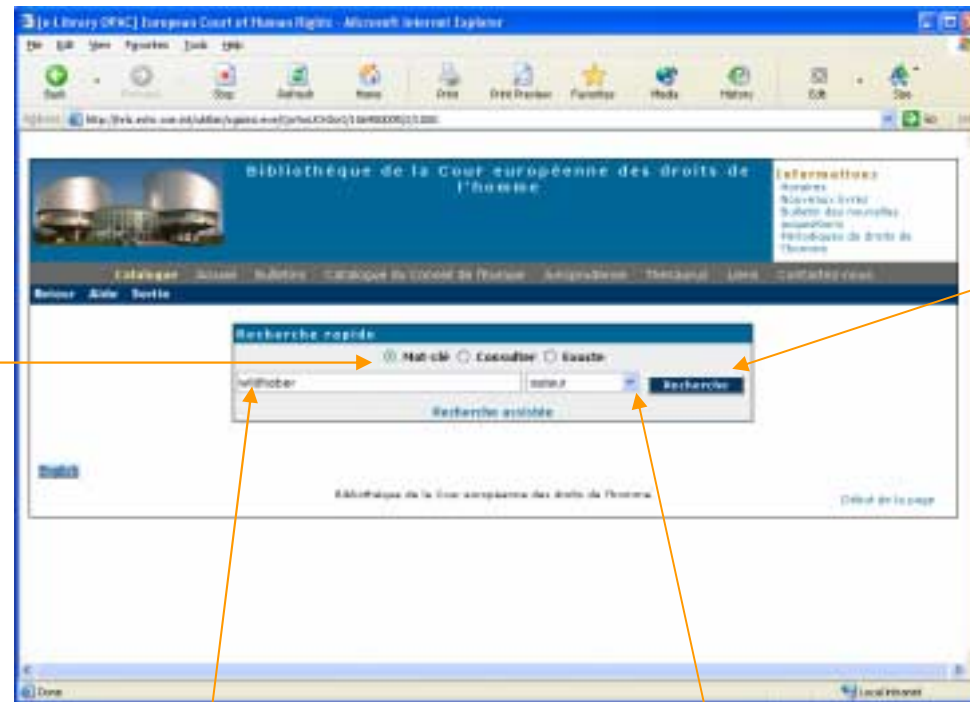 [e-Library OPAC] European Court of Human Rights - Microsoft Internet Explorer
File Edit View Favorites Tools Help
Back Stop Refresh Home Print Print Preview Favorites Media History Edit Size
Bibliothèque de la Cour européenne des droits de
l'homme
Informations
Horaires
Nouveaux livres
Bulletin des nouvelles
acquisitions
Périodiques de droits de
l'homme
Catalogue Accueil Bulletins Catalogue du Conseil de l'Europe Jurisprudence Thesaurus Liens Contactez-nous
Retour Aide Sortie
Recherche rapide
Mot-clé Consulter Exacte
wildhaber auteur Recherche
Recherche assistée
English
Bibliothèque de la Cour européenne des droits de l'homme
Début de la page
Done Local intranet